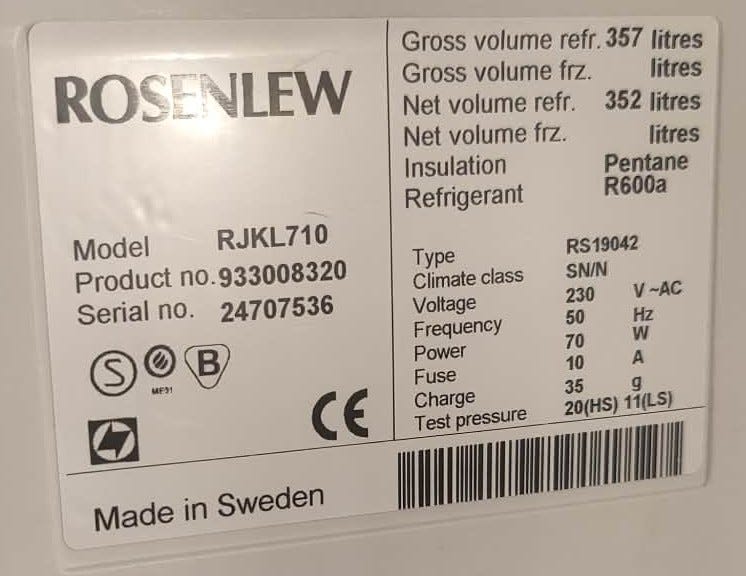 ROSENLEW
Model RJKL710
Product no. 933008320
Serial no. 24707536
S
B
CE
Gross volume refr. 357 litres
Gross volume frz. litres
Net volume refr. 352 litres
Net volume frz. litres
Insulation Pentane
Refrigerant R600a
Type RS19042
Climate class SN/N
Voltage 230 V ~AC
Frequency 50 Hz
Power 70 W
Fuse 10 A
Charge 35 g
Test pressure 20(HS) 11(LS)
Made in Sweden